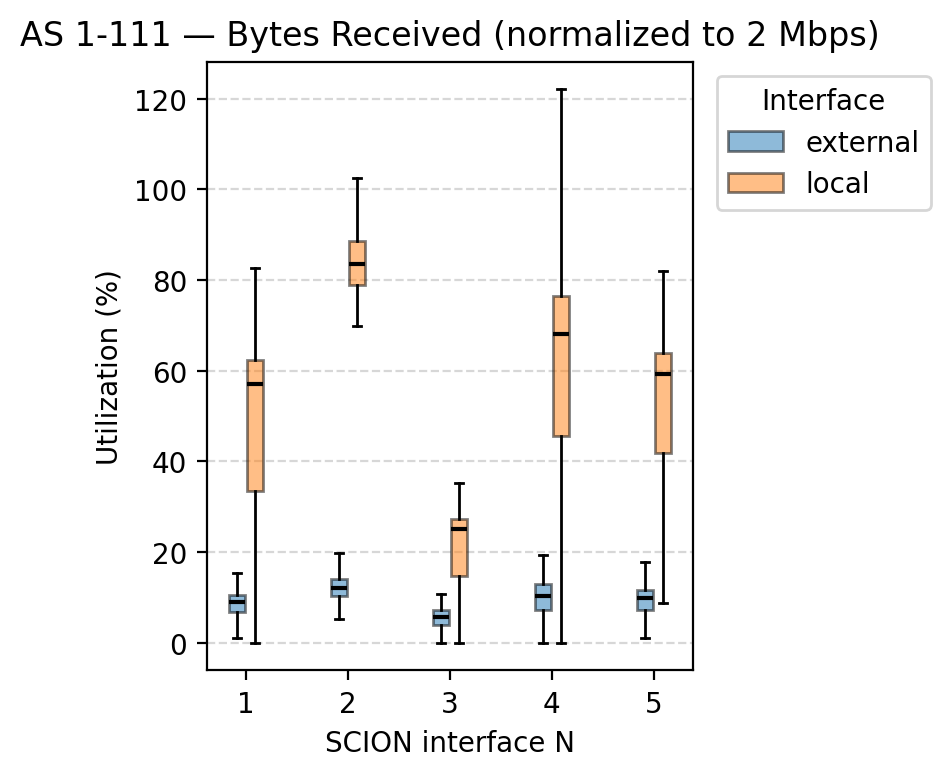 AS 1-111 — Bytes Received (normalized to 2 Mbps)
Interface
external
local
Utilization (%)
120
100
80
60
40
20
0
1 2 3 4 5
SCION interface N